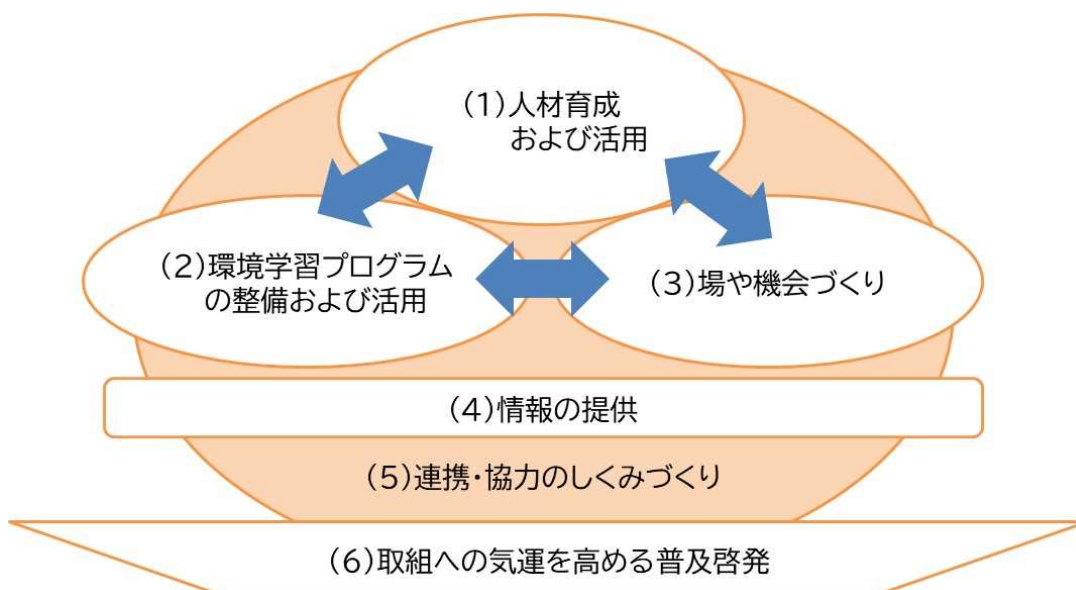 (1)人材育成
および活用
(2)環境学習プログラム
の整備および活用
(3)場や機会づくり
(4)情報の提供
(5)連携・協力のしくみづくり
(6)取組への気運を高める普及啓発